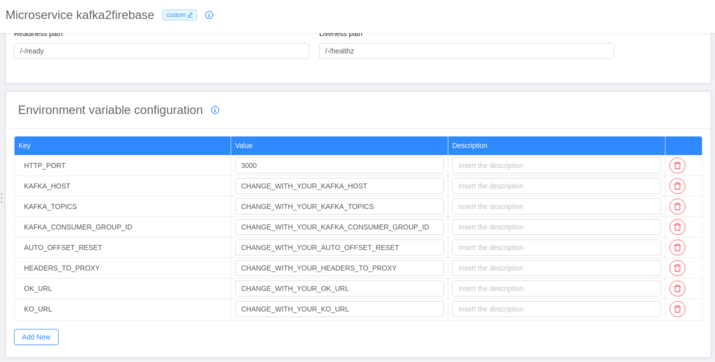 Microservice kafka2firebase custom
Readiness path Liveness path
/-/ready /-/healthz
Environment variable configuration
Key Value Description
HTTP_PORT 3000 Insert the description
KAFKA_HOST CHANGE_WITH_YOUR_KAFKA_HOST Insert the description
KAFKA_TOPICS CHANGE_WITH_YOUR_KAFKA_TOPICS Insert the description
KAFKA_CONSUMER_GROUP_ID CHANGE_WITH_YOUR_KAFKA_CONSUMER_GROUP_ID Insert the description
AUTO_OFFSET_RESET CHANGE_WITH_YOUR_AUTO_OFFSET_RESET Insert the description
HEADERS_TO_PROXY CHANGE_WITH_YOUR_HEADERS_TO_PROXY Insert the description
OK_URL CHANGE_WITH_YOUR_OK_URL Insert the description
KO_URL CHANGE_WITH_YOUR_KO_URL Insert the description
Add New